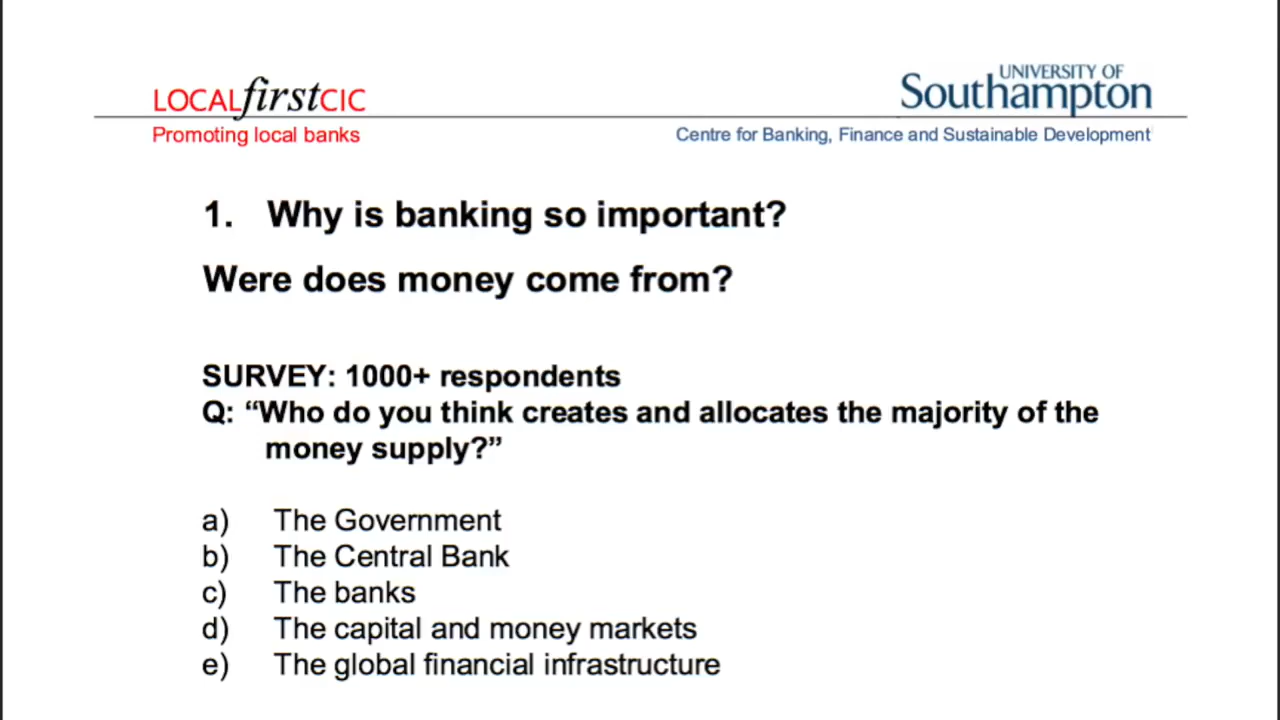 LOCALfirstCIC
Promoting local banks
UNIVERSITY OF
Southampton
Centre for Banking, Finance and Sustainable Development
1. Why is banking so important?
Were does money come from?
SURVEY: 1000+ respondents
Q: “Who do you think creates and allocates the majority of the
money supply?”
a) The Government
b) The Central Bank
c) The banks
d) The capital and money markets
e) The global financial infrastructure